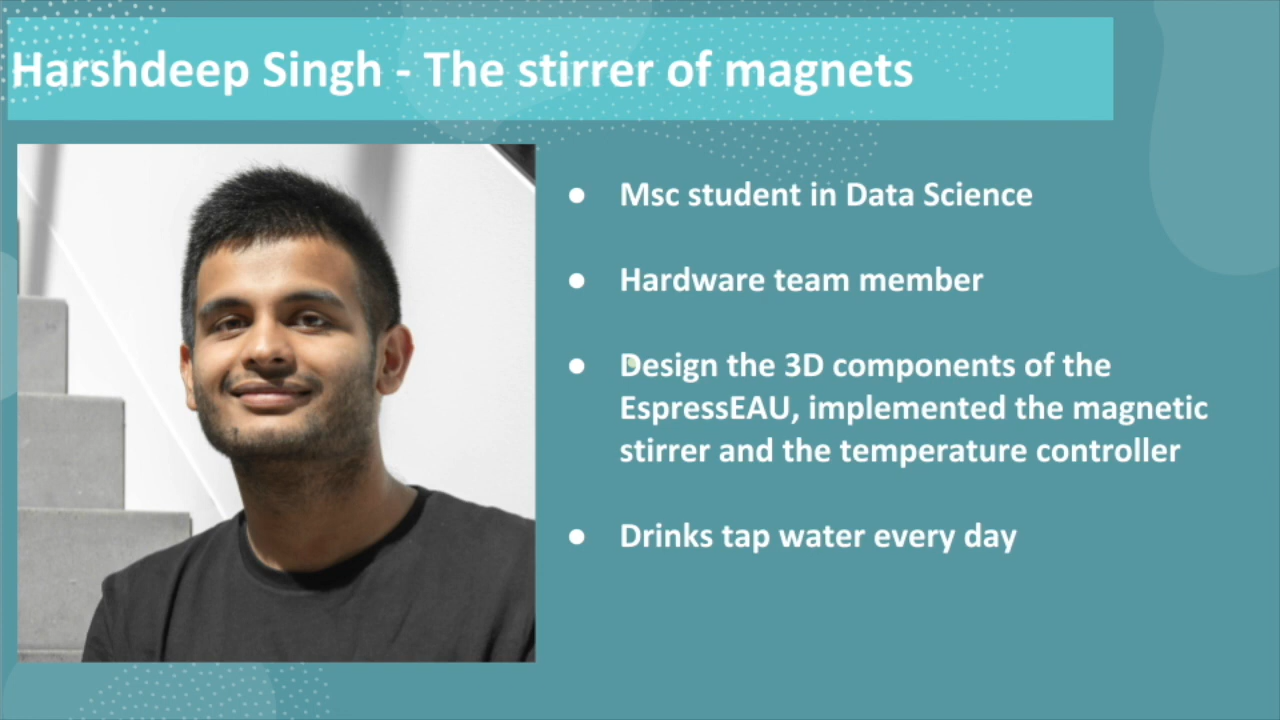 Harshdeep Singh - The stirrer of magnets
● Msc student in Data Science
● Hardware team member
● Design the 3D components of the
EspressEAU, implemented the magnetic
stirrer and the temperature controller
● Drinks tap water every day